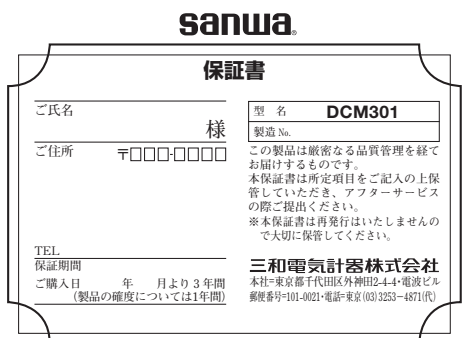 sanwa®
保証書
ご氏名
様
ご住所 〒□□□-□□□□
TEL
保証期間
ご購入日 年 月より3年間
(製品の確度については1年間)
型 名 DCM301
製造 No.
この製品は厳密なる品質管理を経て
お届けするものです。
本保証書は所定項目をご記入の上保
管していただき、アフターサービス
の際ご提出ください。
※本保証書は再発行はいたしませんの
で大切に保管してください。
三和電気計器株式会社
本社=東京都千代田区外神田2-4-4・電波ビル
郵便番号=101-0021・電話=東京(03)3253-4871(代)